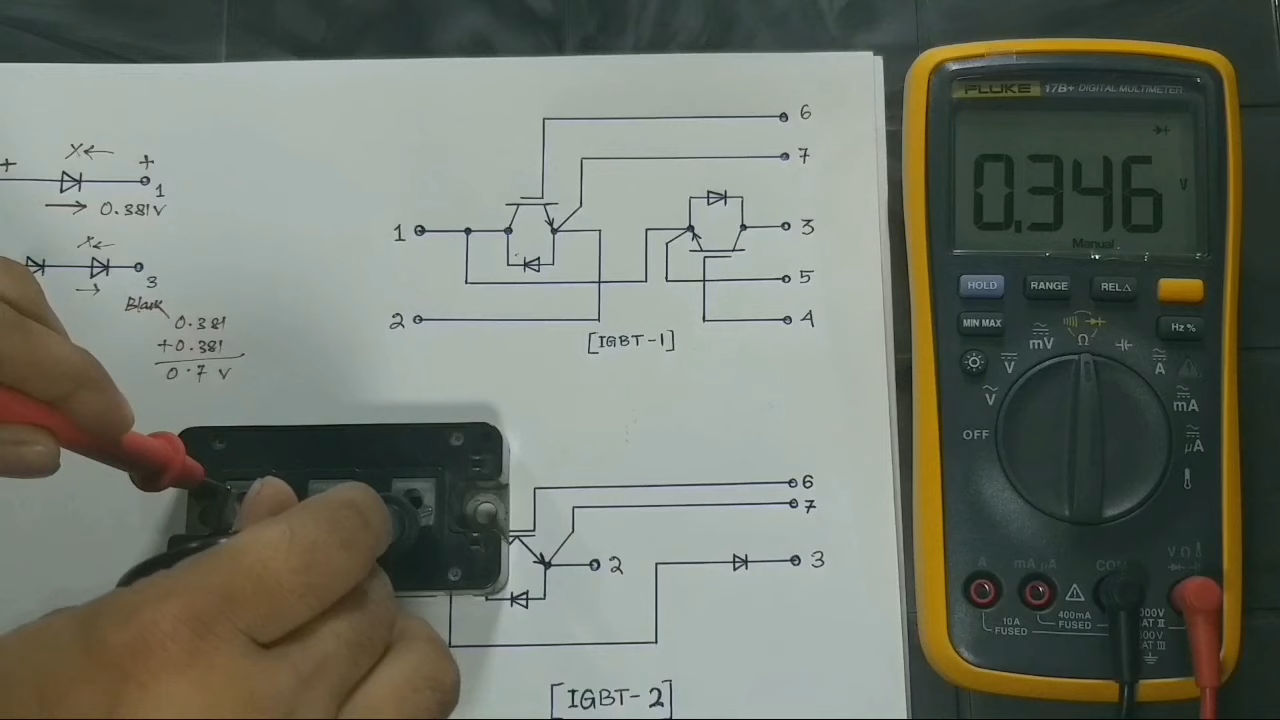 + X← +
1
→ 0.381V
X←
→ 3
Black
0.381
+0.381
0.7 V
6
7
1
3
5
2
4
[IGBT-1]
6
7
2
3
[IGBT-2]
FLUKE 17B+ DIGITAL MULTIMETER
0.346 V
Manual
HOLD RANGE REL△
MIN MAX Hz %
mV Ω
V A
V mA
OFF μA
A mA μA COM V Ω
10A FUSED
400mA FUSED